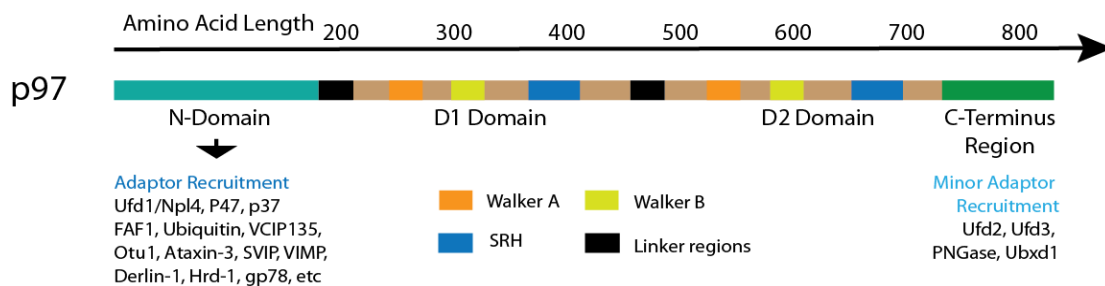 Amino Acid Length 200 300 400 500 600 700 800
p97
N-Domain D1 Domain D2 Domain C-Terminus
Region
Adaptor Recruitment
Ufd1/Npl4, P47, p37
FAF1, Ubiquitin, VCIP135,
Otu1, Ataxin-3, SVIP, VIMP,
Derlin-1, Hrd-1, gp78, etc
Walker A Walker B
SRH Linker regions
Minor Adaptor
Recruitment
Ufd2, Ufd3,
PNGase, Ubxd1